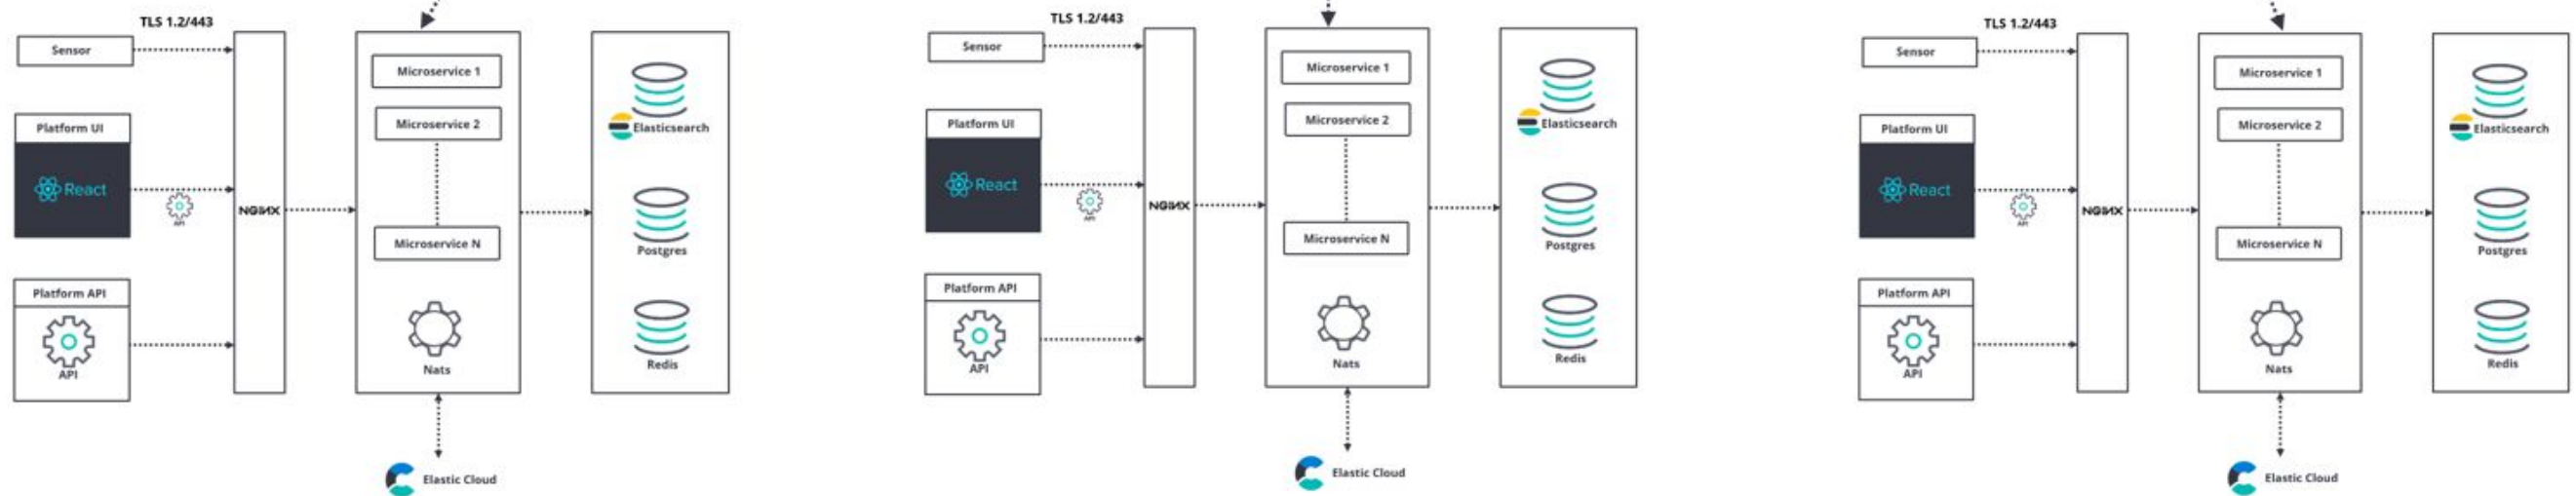 TLS 1.2/443
Sensor
Microservice 1
Microservice 2
Platform UI
Elasticsearch
React
API
NGINX
Microservice N
Postgres
Platform API
API
Nats
Redis
Elastic Cloud
TLS 1.2/443
Sensor
Microservice 1
Microservice 2
Platform UI
Elasticsearch
React
API
NGINX
Microservice N
Postgres
Platform API
API
Nats
Redis
Elastic Cloud
TLS 1.2/443
Sensor
Microservice 1
Microservice 2
Platform UI
Elasticsearch
React
API
NGINX
Microservice N
Postgres
Platform API
API
Nats
Redis
Elastic Cloud